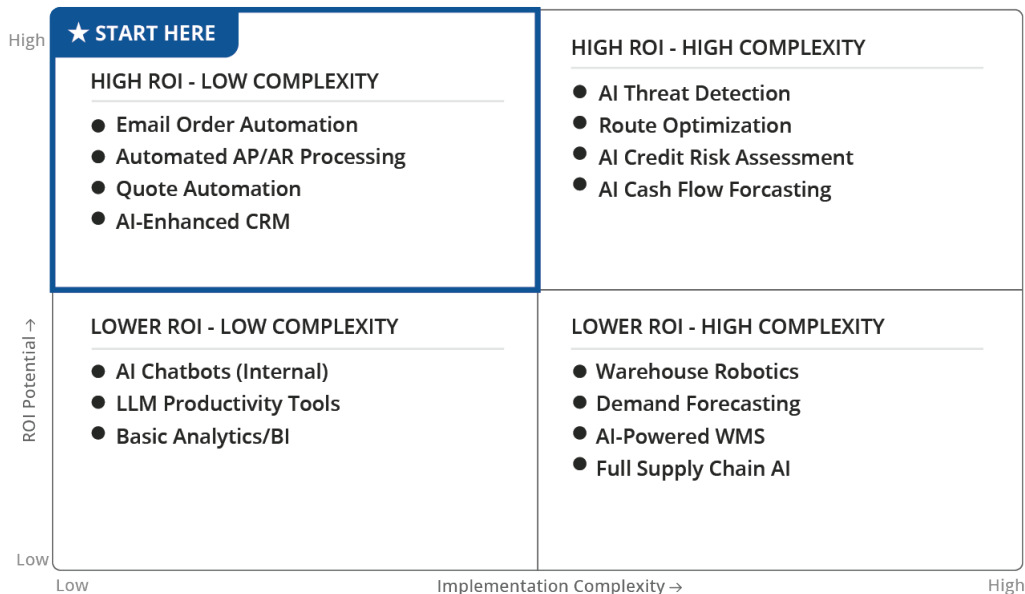 High
★ START HERE
HIGH ROI - LOW COMPLEXITY
● Email Order Automation
● Automated AP/AR Processing
● Quote Automation
● AI-Enhanced CRM
HIGH ROI - HIGH COMPLEXITY
● AI Threat Detection
● Route Optimization
● AI Credit Risk Assessment
● AI Cash Flow Forcasting
ROI Potential →
LOWER ROI - LOW COMPLEXITY
● AI Chatbots (Internal)
● LLM Productivity Tools
● Basic Analytics/BI
LOWER ROI - HIGH COMPLEXITY
● Warehouse Robotics
● Demand Forecasting
● AI-Powered WMS
● Full Supply Chain AI
Low
Low
Implementation Complexity →
High